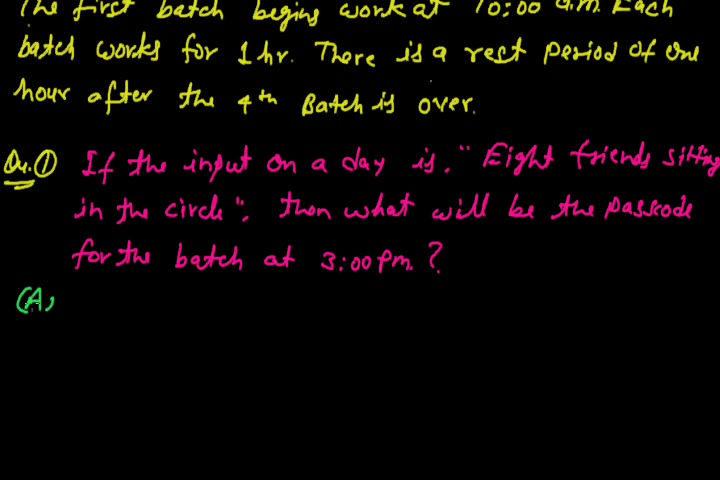 The first batch begins work at 10:00 a.m. Each
batch works for 1 hr. There is a rest period of one
hour after the 4th Batch is over.
Qu.① If the input on a day is. "Eight friends sitting
in the circle". then what will be the passcode
for the batch at 3:00 Pm. ?
(A)